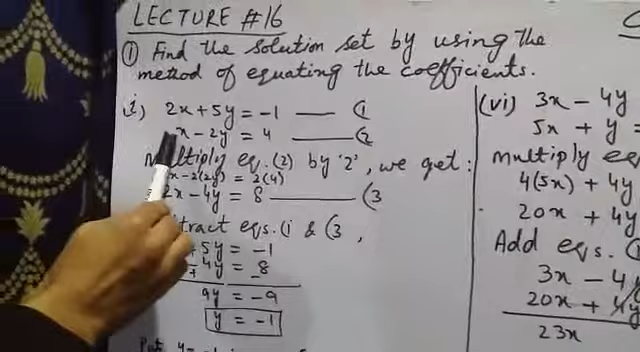 LECTURE #16
① Find the solution set by using the
method of equating the coefficients.
i) 2x + 5y = -1 —— (1
x - 2y = 4 —— (2
Multiply eq.(2) by '2', we get:
x - 2(2y) = 2(4)
2x - 4y = 8 —— (3
tract eqs.(1 & (3,
+ 5y = -1
4y = 8
9y = -9
y = -1
Put
(vi) 3x - 4y
5x + y =
Multiply eq
4(5x) + 4y
20x + 4y
Add eqs.
3x - 4y
20x + 4y
23x